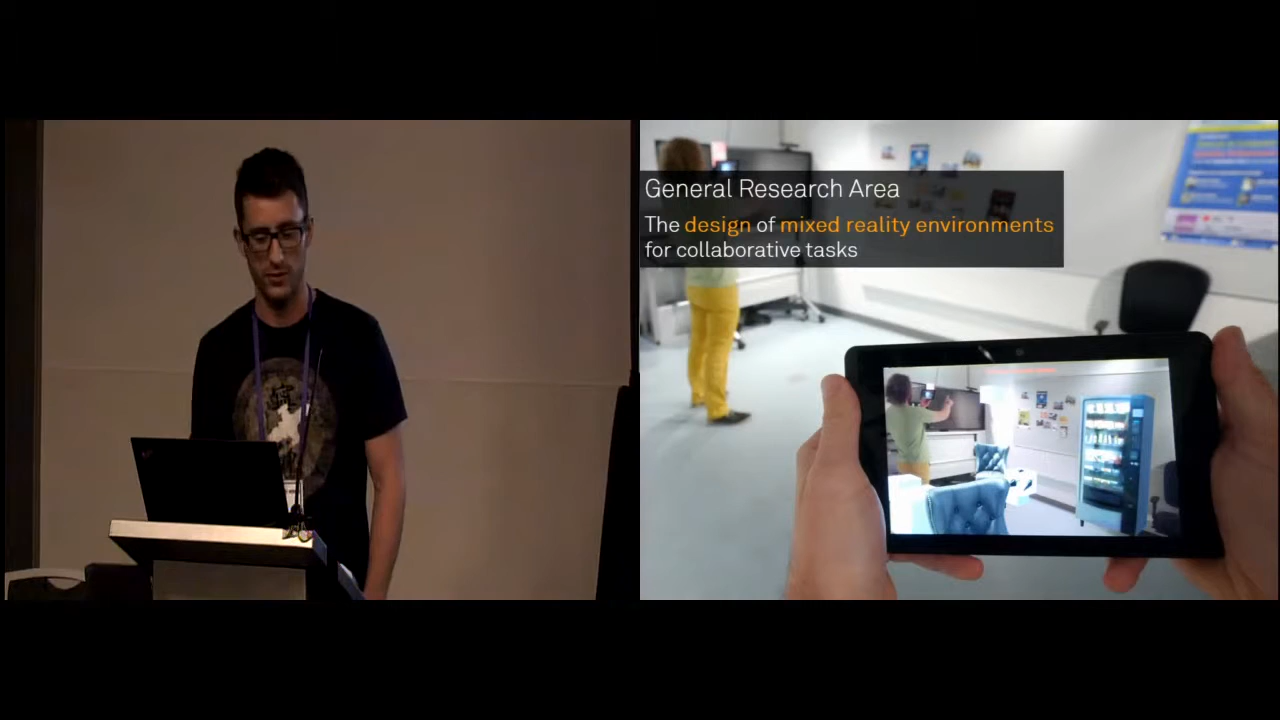 General Research Area
The design of mixed reality environments
for collaborative tasks